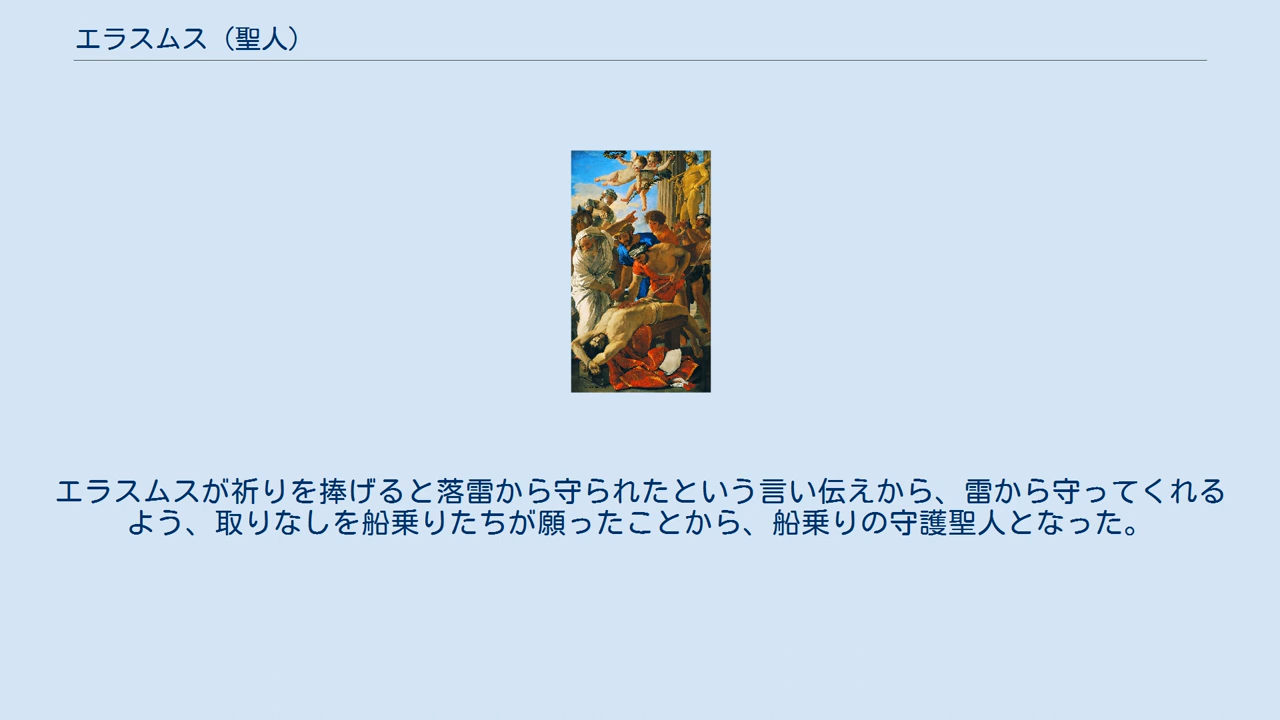 エラスムス（聖人）
エラスムスが祈りを捧げると落雷から守られたという言い伝えから、雷から守ってくれる
よう、取りなしを船乗りたちが願ったことから、船乗りの守護聖人となった。